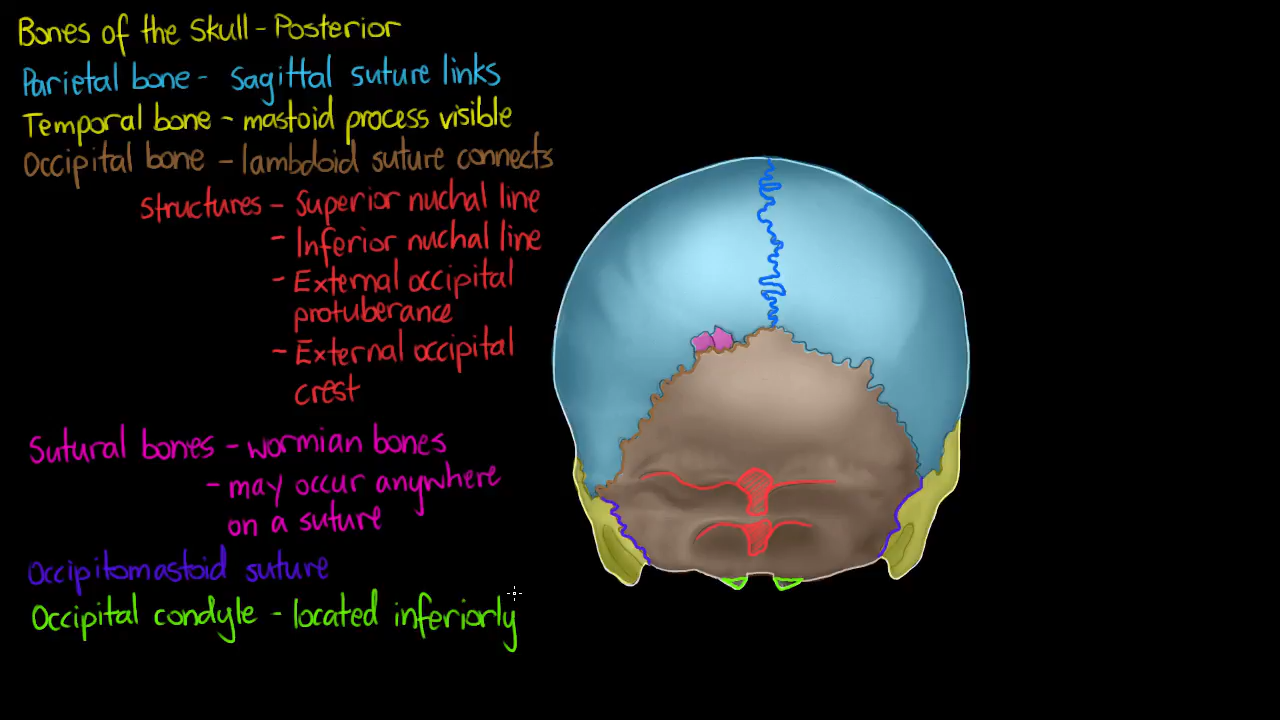 Bones of the Skull - Posterior
Parietal bone - Sagittal suture links
Temporal bone - mastoid process visible
Occipital bone - lambdoid suture connects
structures - Superior nuchal line
- Inferior nuchal line
- External occipital
protuberance
- External occipital
crest
Sutural bones - wormian bones
- may occur anywhere
on a suture
Occipitomastoid suture
Occipital condyle - located inferiorly